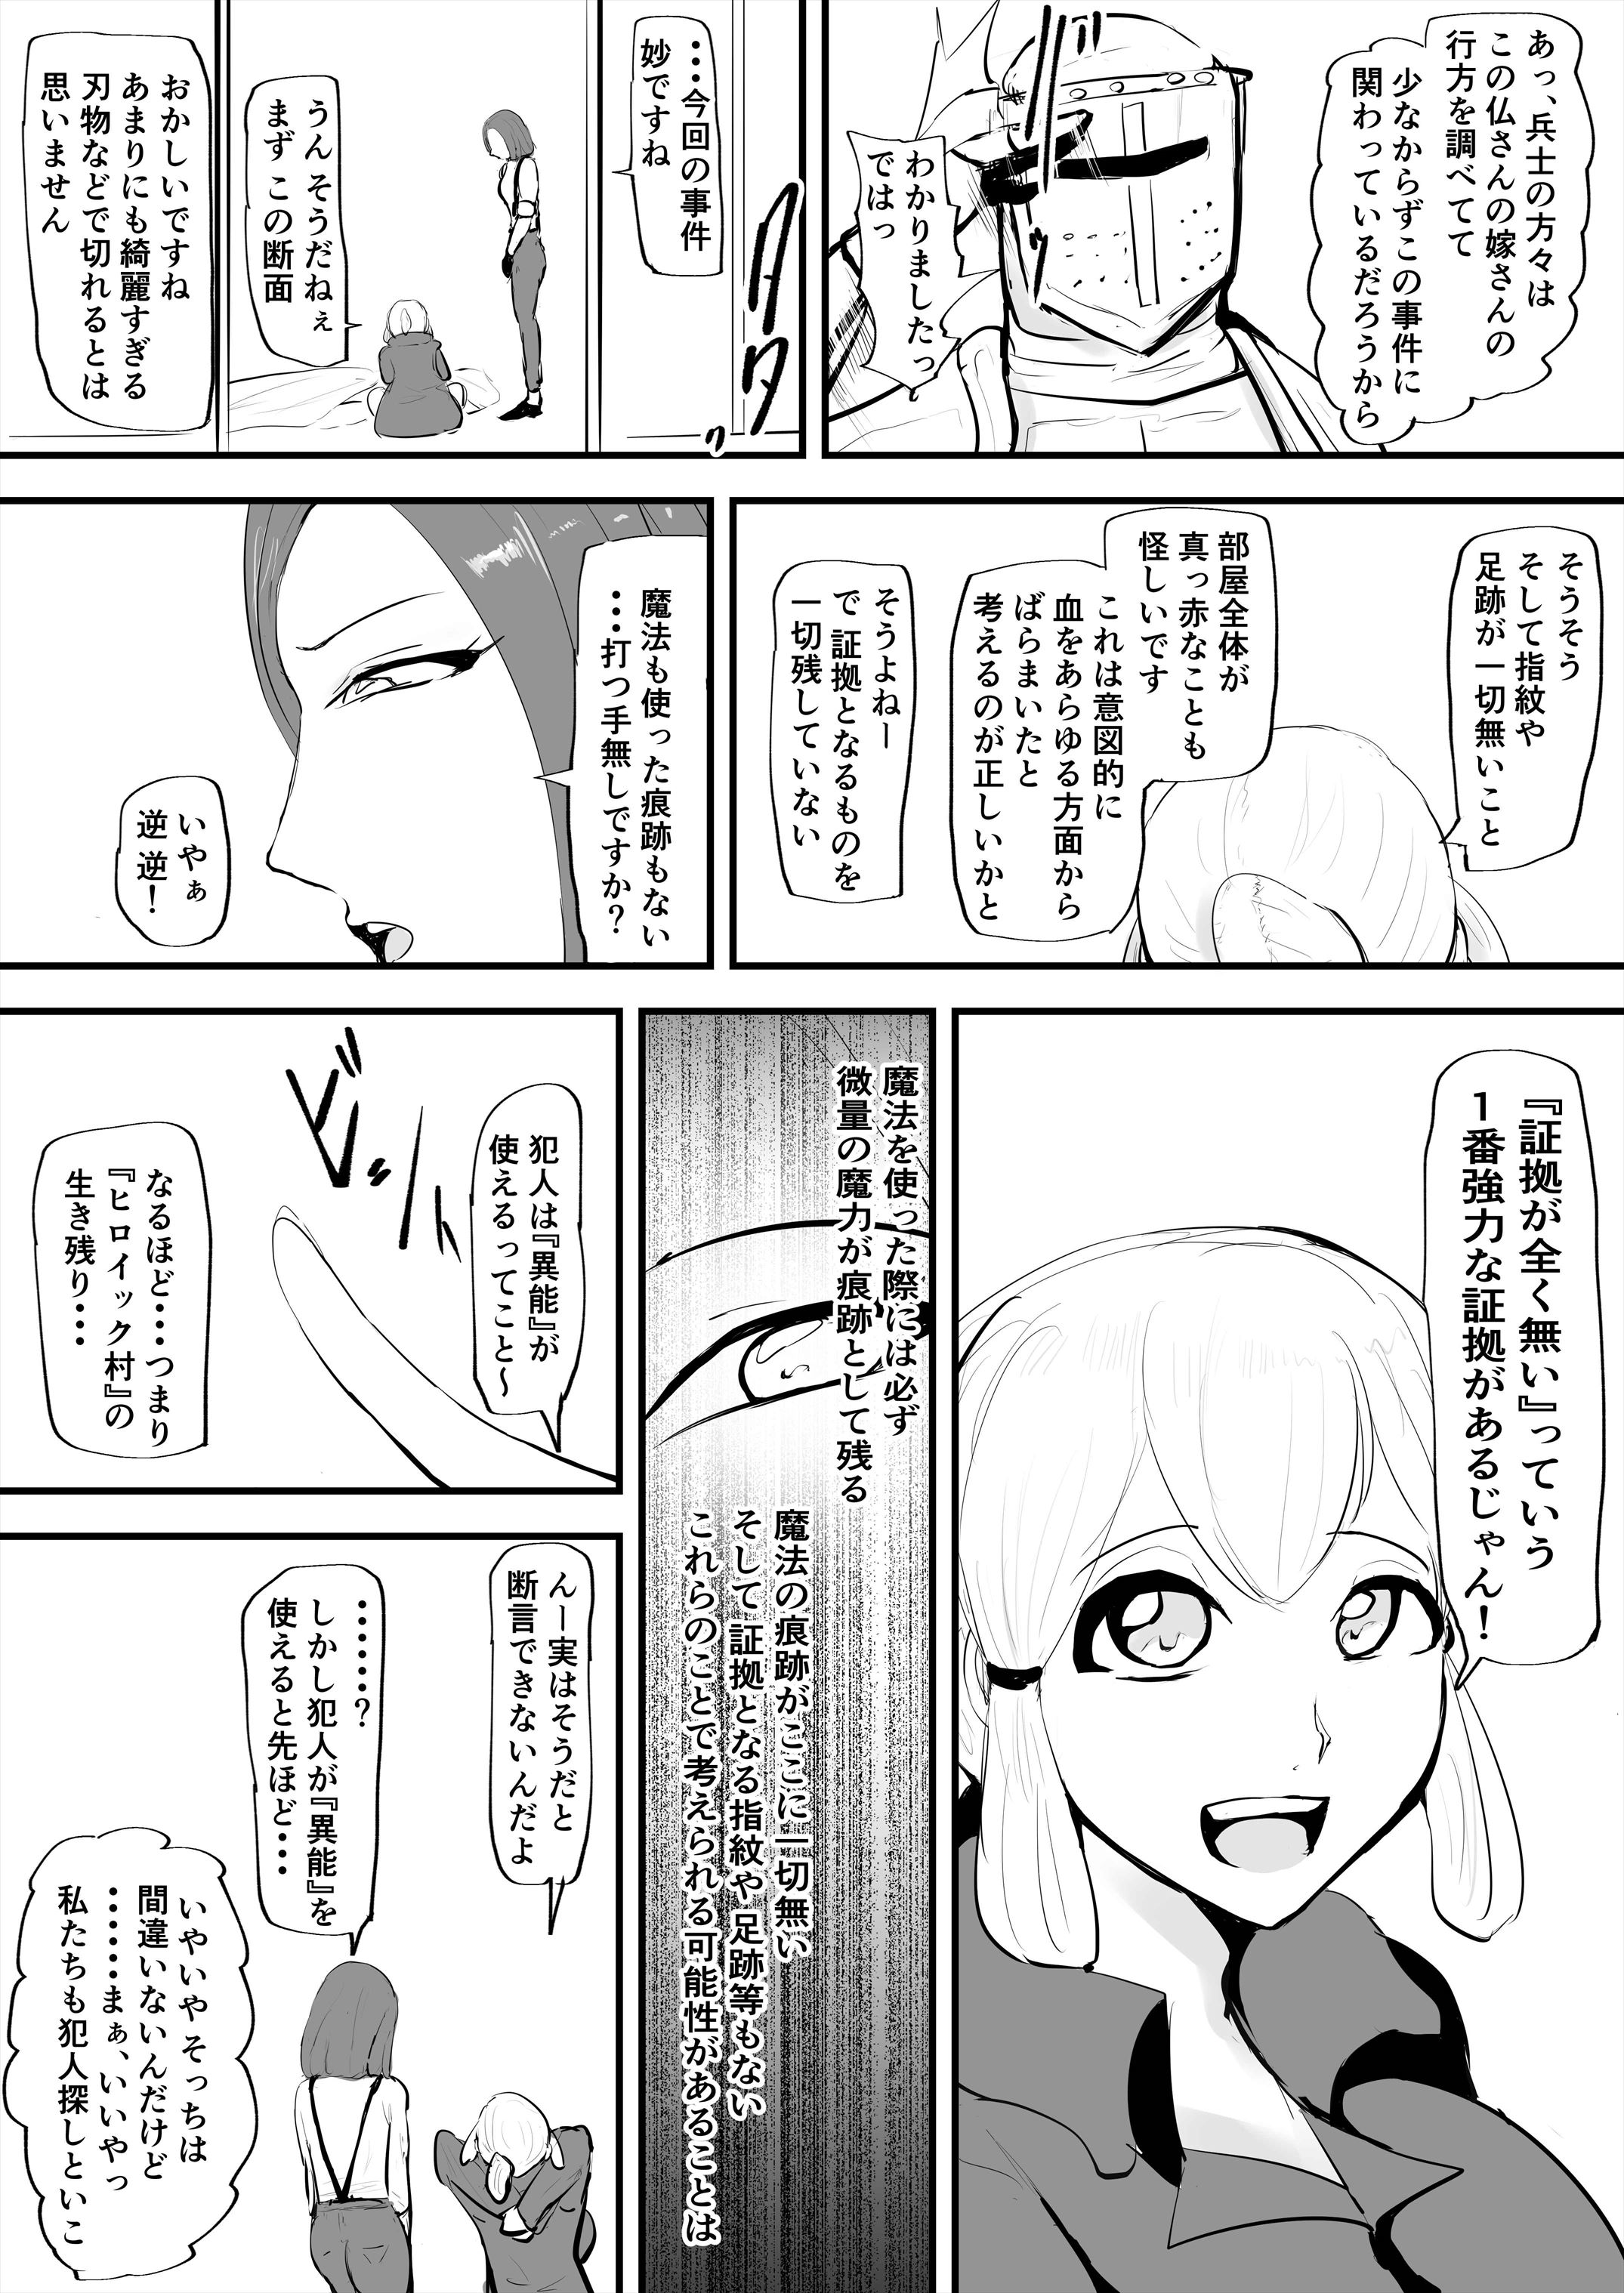 あっ、兵士の方々は
この仏さんの嫁さんの
行方を調べてて
少なからずこの事件に
関わっているだろうから
ガッ
わかりましたっ
ではっ
タタッ
・・・今回の事件
妙ですね
うん そうだねぇ
まず この断面
おかしいですね
あまりにも綺麗すぎる
刃物などで切れるとは
思いません
そうそう
そして指紋や
足跡が一切無いこと
部屋全体が
真っ赤なことも
怪しいです
これは意図的に
血をあらゆる方面から
ばらまいたと
考えるのが正しいかと
そうよねー
で 証拠となるものを
一切残していない
魔法も使った痕跡もない
・・・打つ手無しですか？
いやぁ
逆 逆！
『証拠が全く無い』っていう
１番強力な証拠があるじゃん！
魔法を使った際には必ず
微量の魔力が痕跡として残る
魔法の痕跡がここに一切無い
そして 証拠となる指紋や 足跡等もない
これらのことで考えられる可能性があることは
犯人は『異能』が
使えるってこと～
ビシッ
なるほど・・・つまり
『ヒロイック村』の
生き残り・・・・
んー実はそうだと
断言できないんだよ
・・・・・・？
しかし犯人が『異能』を
使えると先ほど・・・
いやいや そっちは
間違いないんだけど
・・・・・・まぁ、いいやっ
私たちも犯人探しといこ